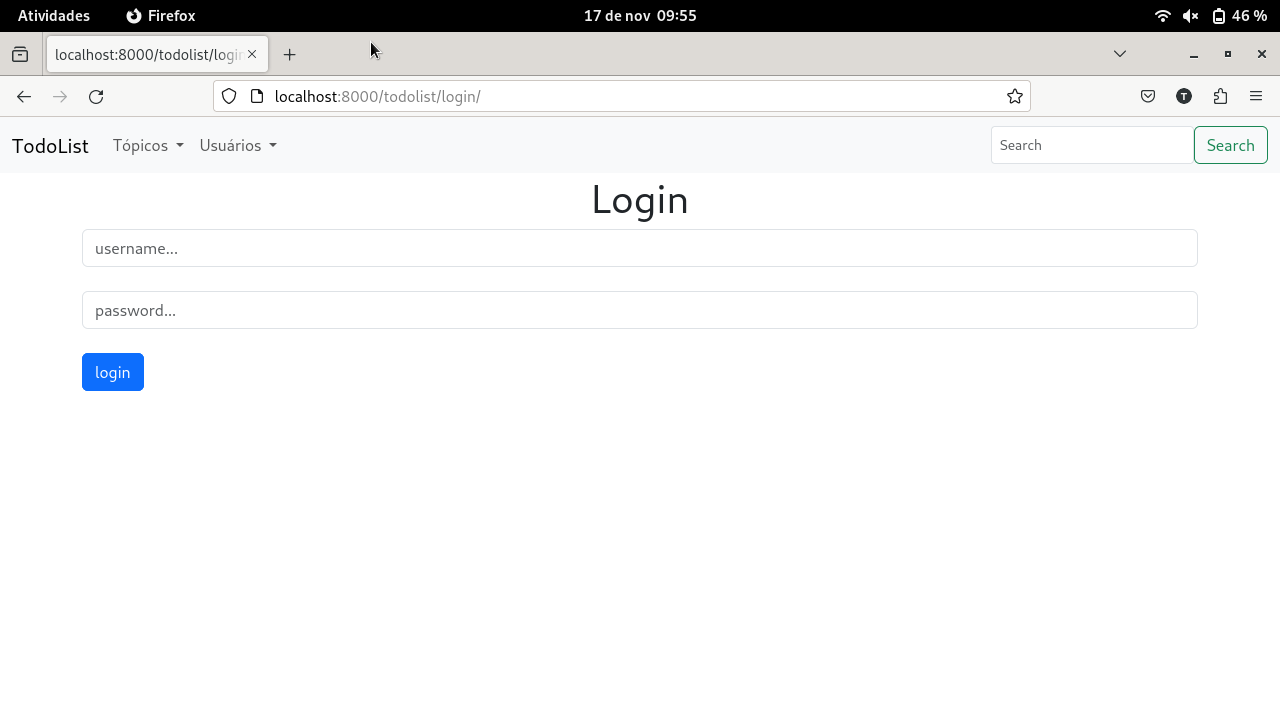 Atividades Firefox 17 de nov 09:55 46 %
localhost:8000/todolist/login
localhost:8000/todolist/login/
TodoList Tópicos Usuários Search Search
Login
username...
password...
login